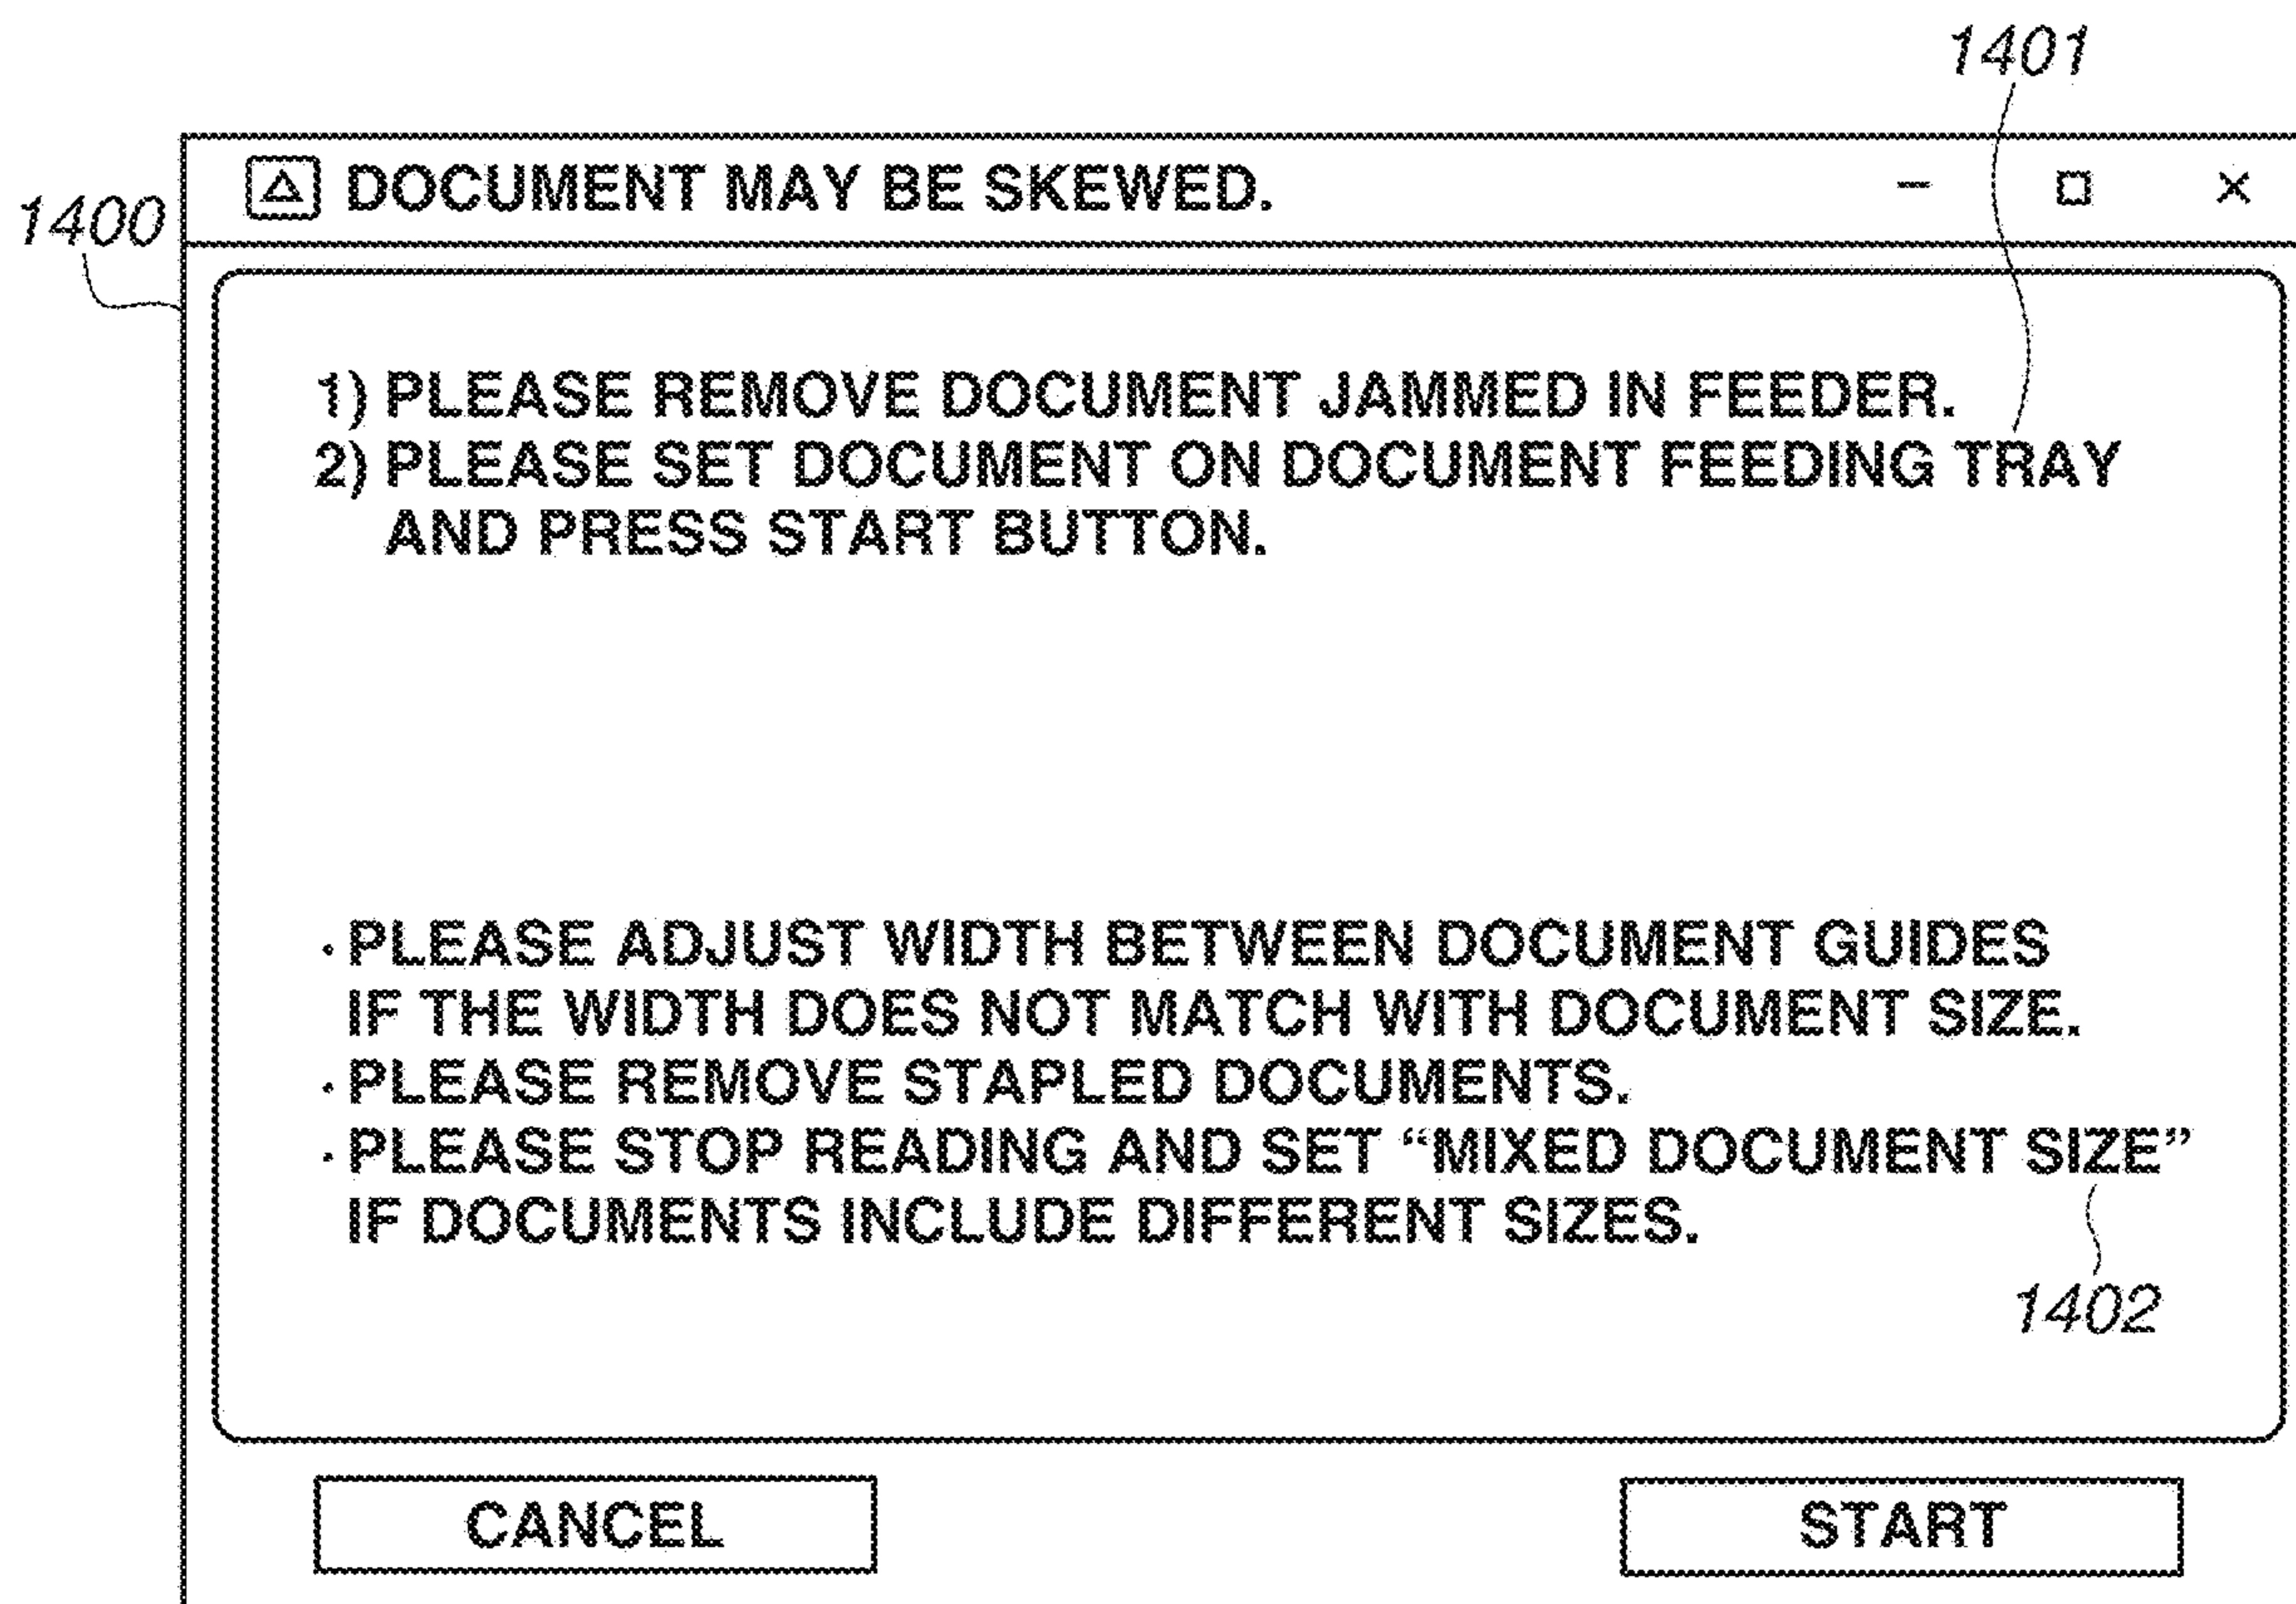 1401
1400
DOCUMENT MAY BE SKEWED.
1) PLEASE REMOVE DOCUMENT JAMMED IN FEEDER.
2) PLEASE SET DOCUMENT ON DOCUMENT FEEDING TRAY
AND PRESS START BUTTON.
· PLEASE ADJUST WIDTH BETWEEN DOCUMENT GUIDES
IF THE WIDTH DOES NOT MATCH WITH DOCUMENT SIZE.
· PLEASE REMOVE STAPLED DOCUMENTS.
· PLEASE STOP READING AND SET “MIXED DOCUMENT SIZE”
IF DOCUMENTS INCLUDE DIFFERENT SIZES.
1402
CANCEL
START